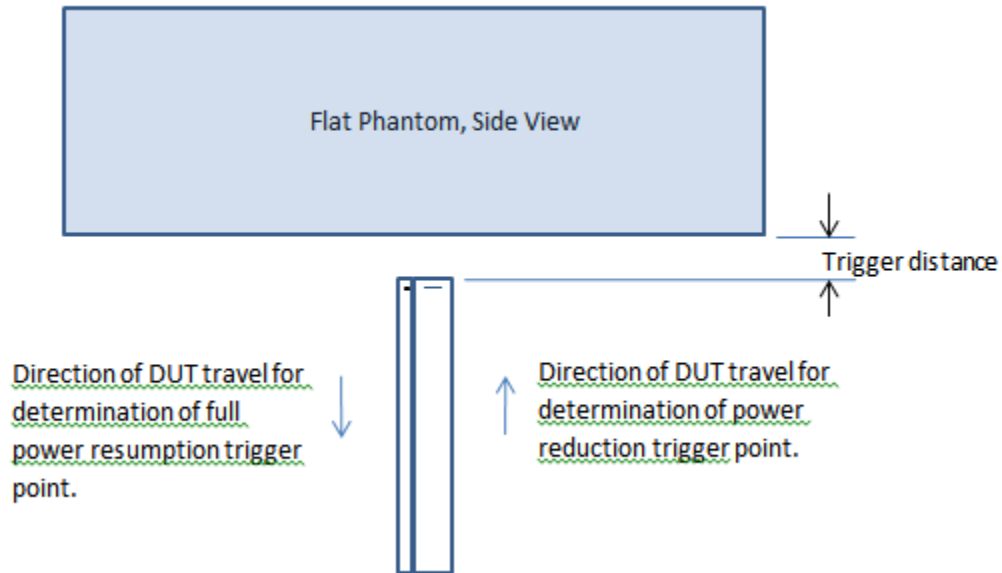 Flat Phantom, Side View
Trigger distance
Direction of DUT travel for
determination of full
power resumption trigger
point.
Direction of DUT travel for
determination of power
reduction trigger point.